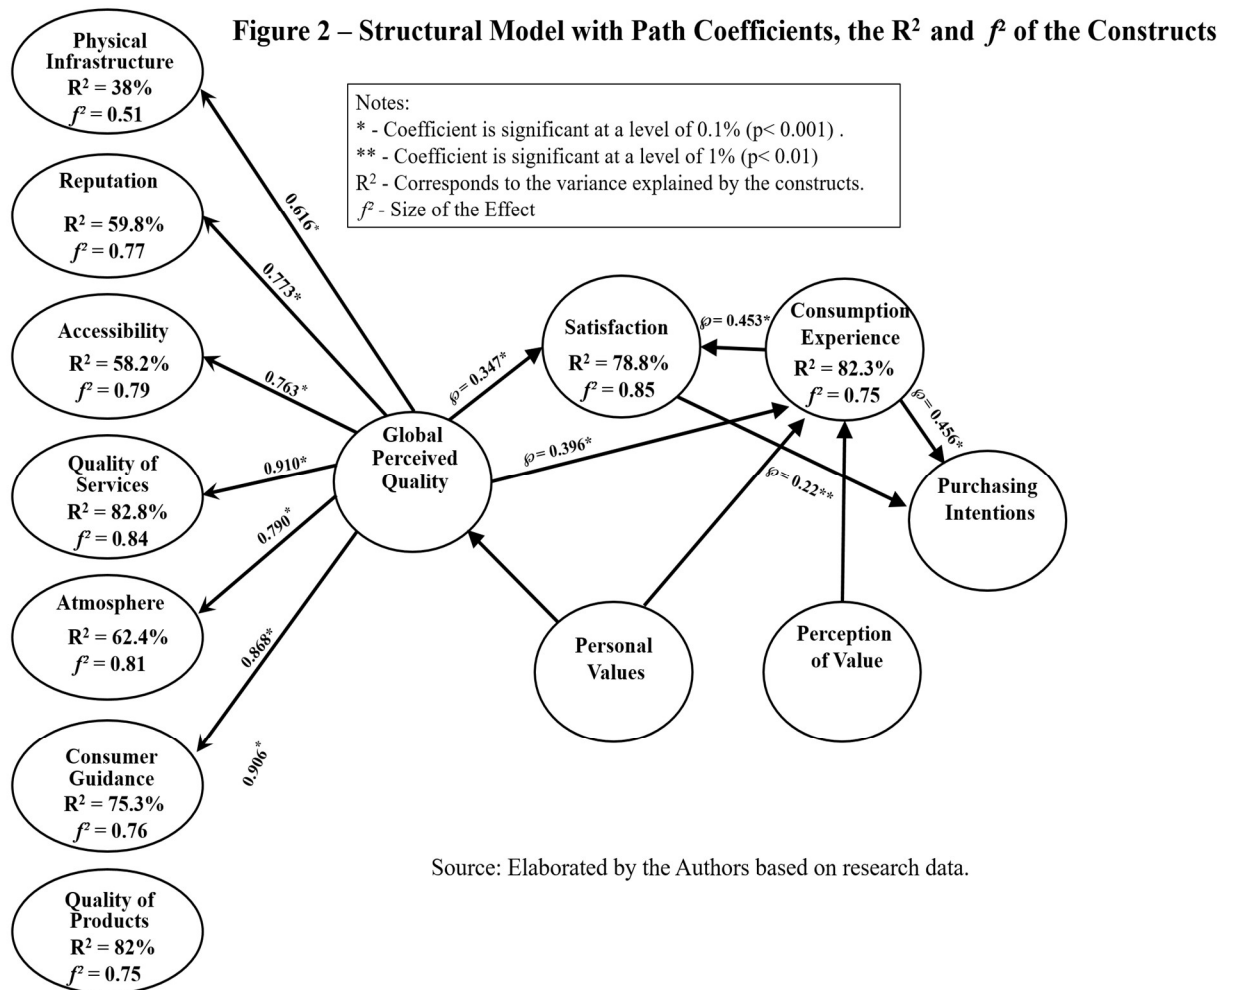 Figure 2 – Structural Model with Path Coefficients, the R² and f² of the Constructs
Physical
Infrastructure
R² = 38%
f² = 0.51
Notes:
* - Coefficient is significant at a level of 0.1% (p< 0.001) .
** - Coefficient is significant at a level of 1% (p< 0.01)
R² - Corresponds to the variance explained by the constructs.
f² - Size of the Effect
Reputation
R² = 59.8%
f² = 0.77
Accessibility
R² = 58.2%
f² = 0.79
Quality of
Services
R² = 82.8%
f² = 0.84
Atmosphere
R² = 62.4%
f² = 0.81
Consumer
Guidance
R² = 75.3%
f² = 0.76
Quality of
Products
R² = 82%
f² = 0.75
0.616*
0.773*
0.763*
0.910*
0.790*
0.868*
0.906*
Global
Perceived
Quality
℘= 0.347*
℘= 0.396*
Satisfaction
R² = 78.8%
f² = 0.85
℘= 0.453*
Consumption
Experience
R² = 82.3%
f² = 0.75
℘= 0.456*
℘= 0.22**
Purchasing
Intentions
Personal
Values
Perception
of Value
Source: Elaborated by the Authors based on research data.